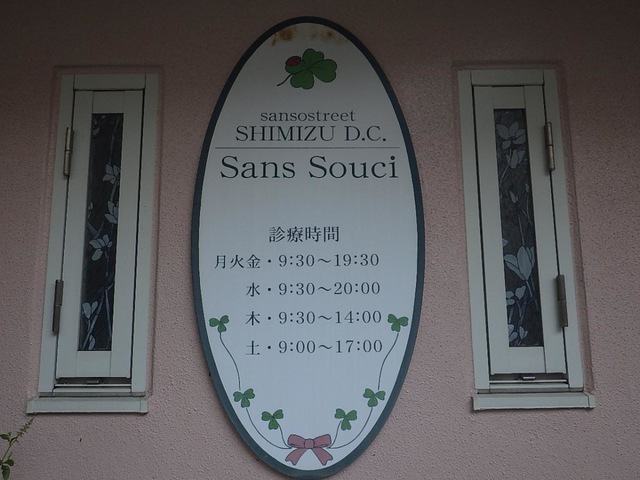 sansostreet
SHIMIZU D.C.
Sans Souci
診療時間
月火金・9:30〜19:30
水・9:30〜20:00
木・9:30〜14:00
土・9:00〜17:00